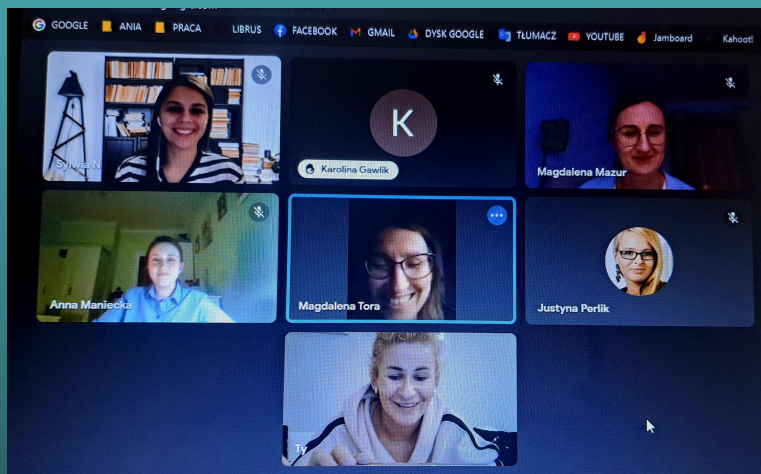 GOOGLE ANIA PRACA LIBRUS FACEBOOK GMAIL DYSK GOOGLE TŁUMACZ YOUTUBE Jamboard Kahoot!
Sylwia N
K
Karolina Gawlik
Magdalena Mazur
Anna Maniecka
Magdalena Tora
Justyna Perlik
Ty